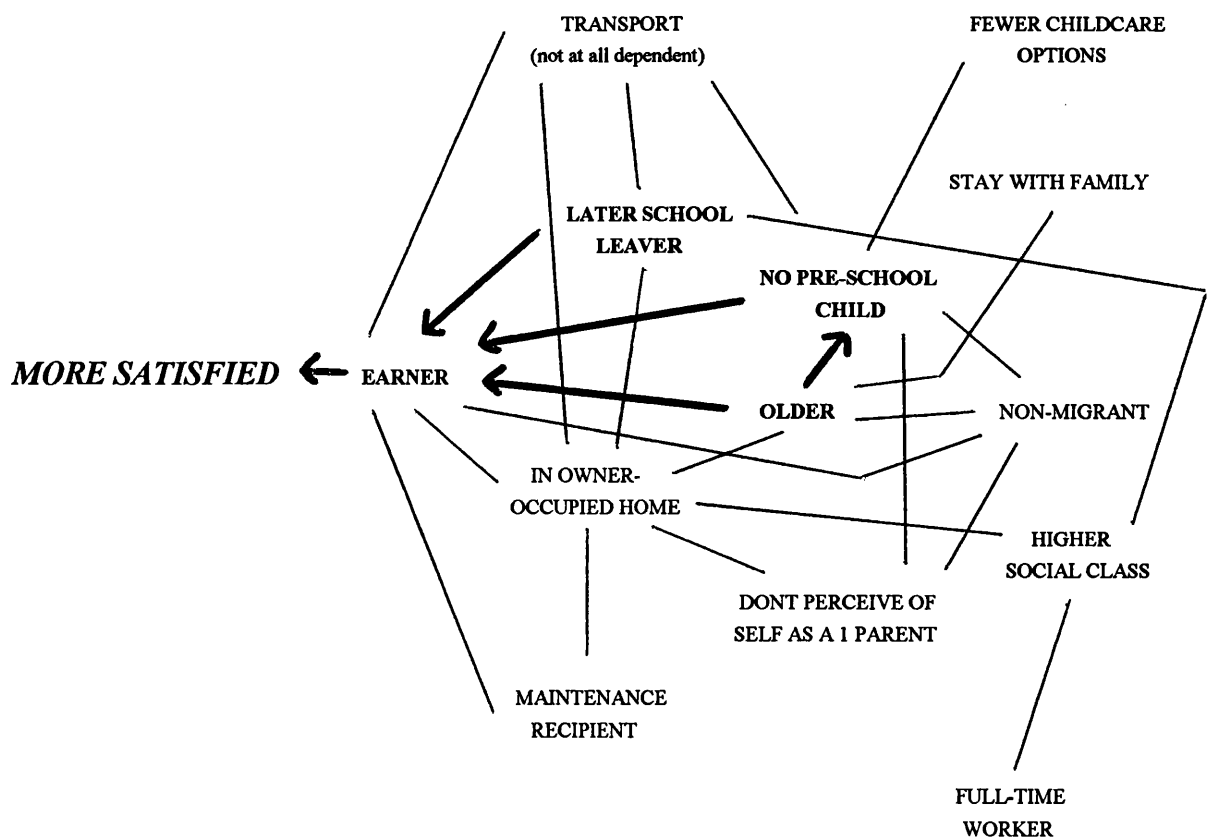 TRANSPORT
(not at all dependent)
FEWER CHILDCARE
OPTIONS
STAY WITH FAMILY
LATER SCHOOL
LEAVER
NO PRE-SCHOOL
CHILD
MORE SATISFIED
EARNER
OLDER
NON-MIGRANT
IN OWNER-
OCCUPIED HOME
HIGHER
SOCIAL CLASS
DONT PERCEIVE OF
SELF AS A 1 PARENT
MAINTENANCE
RECIPIENT
FULL-TIME
WORKER